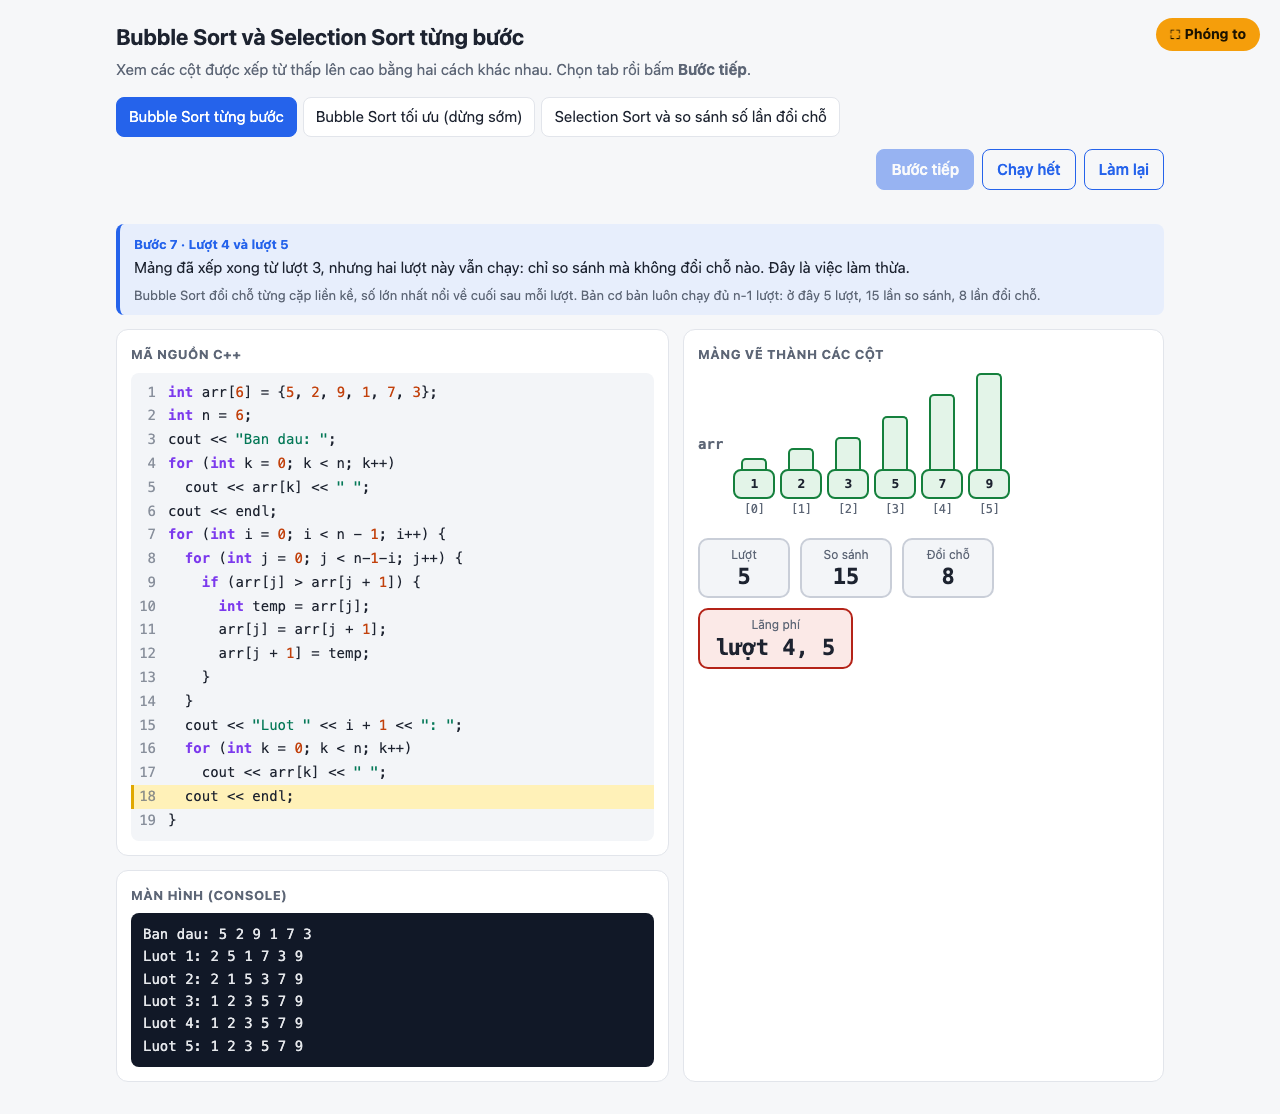 Bubble Sort và Selection Sort từng bước
⛶ Phóng to
Xem các cột được xếp từ thấp lên cao bằng hai cách khác nhau. Chọn tab rồi bấm Bước tiếp.
Bubble Sort từng bước
Bubble Sort tối ưu (dừng sớm)
Selection Sort và so sánh số lần đổi chỗ
Bước tiếp
Chạy hết
Làm lại
Bước 7 · Lượt 4 và lượt 5
Mảng đã xếp xong từ lượt 3, nhưng hai lượt này vẫn chạy: chỉ so sánh mà không đổi chỗ nào. Đây là việc làm thừa.
Bubble Sort đổi chỗ từng cặp liền kề, số lớn nhất nổi về cuối sau mỗi lượt. Bản cơ bản luôn chạy đủ n-1 lượt: ở đây 5 lượt, 15 lần so sánh, 8 lần đổi chỗ.
MÃ NGUỒN C++
1 int arr[6] = {5, 2, 9, 1, 7, 3};
2 int n = 6;
3 cout << "Ban dau: ";
4 for (int k = 0; k < n; k++)
5   cout << arr[k] << " ";
6 cout << endl;
7 for (int i = 0; i < n - 1; i++) {
8   for (int j = 0; j < n-1-i; j++) {
9     if (arr[j] > arr[j + 1]) {
10       int temp = arr[j];
11       arr[j] = arr[j + 1];
12       arr[j + 1] = temp;
13     }
14   }
15   cout << "Luot " << i + 1 << ": ";
16   for (int k = 0; k < n; k++)
17     cout << arr[k] << " ";
18   cout << endl;
19 }
MÀN HÌNH (CONSOLE)
Ban dau: 5 2 9 1 7 3
Luot 1: 2 5 1 7 3 9
Luot 2: 2 1 5 3 7 9
Luot 3: 1 2 3 5 7 9
Luot 4: 1 2 3 5 7 9
Luot 5: 1 2 3 5 7 9
MẢNG VẼ THÀNH CÁC CỘT
arr
1 2 3 5 7 9
[0] [1] [2] [3] [4] [5]
Lượt
5
So sánh
15
Đổi chỗ
8
Lãng phí
lượt 4, 5